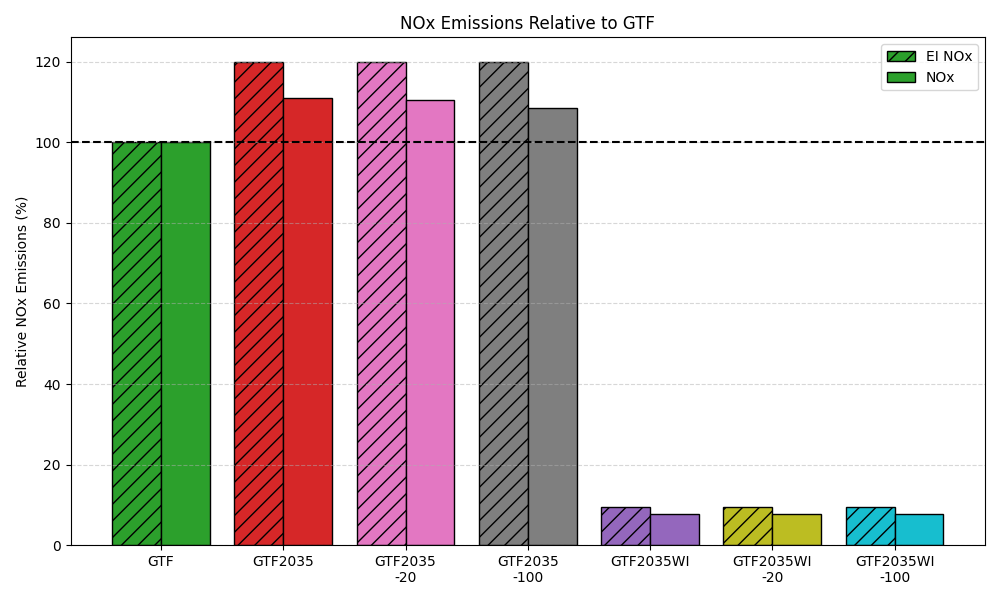 NOx Emissions Relative to GTF
Relative NOx Emissions (%)
120
100
80
60
40
20
0
EI NOx
NOx
GTF
GTF2035
GTF2035
-20
GTF2035
-100
GTF2035WI
GTF2035WI
-20
GTF2035WI
-100